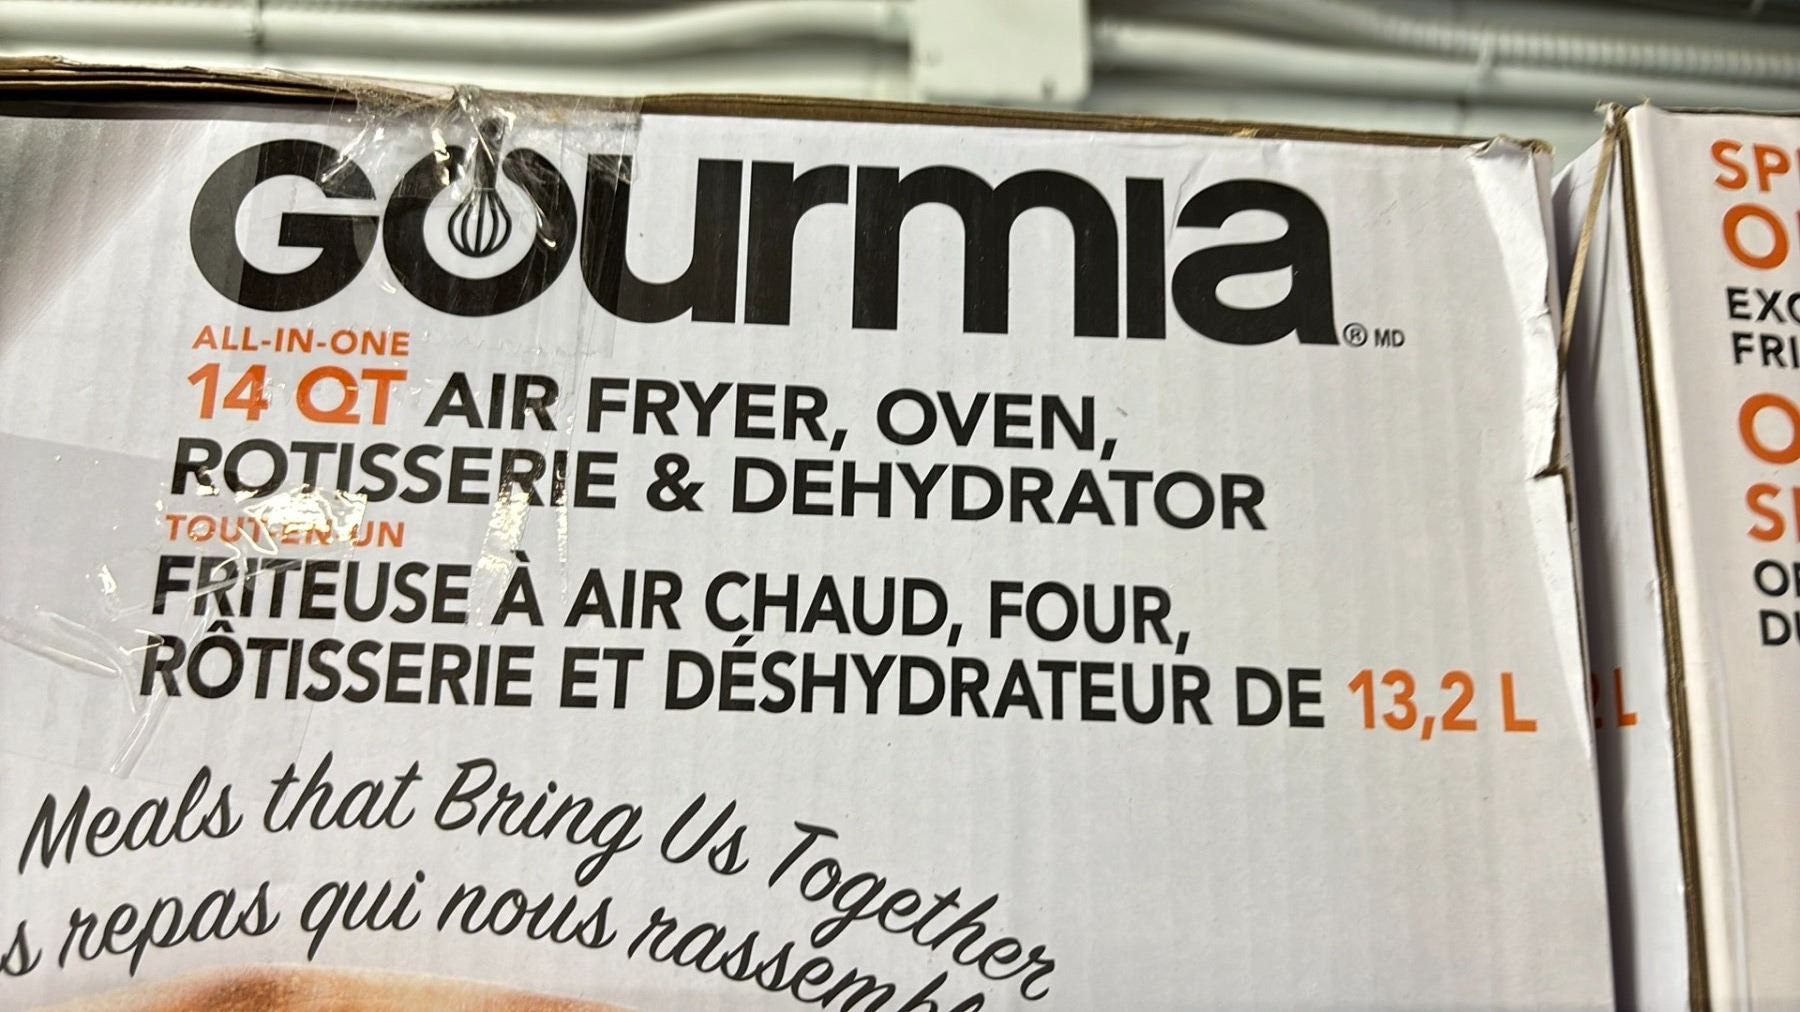 Gourmia ® MD
ALL-IN-ONE
14 QT AIR FRYER, OVEN,
ROTISSERIE & DEHYDRATOR
TOUT-EN-UN
FRITEUSE À AIR CHAUD, FOUR,
RÔTISSERIE ET DÉSHYDRATEUR DE 13,2 L
Meals that Bring Us Together
repas qui nous
L